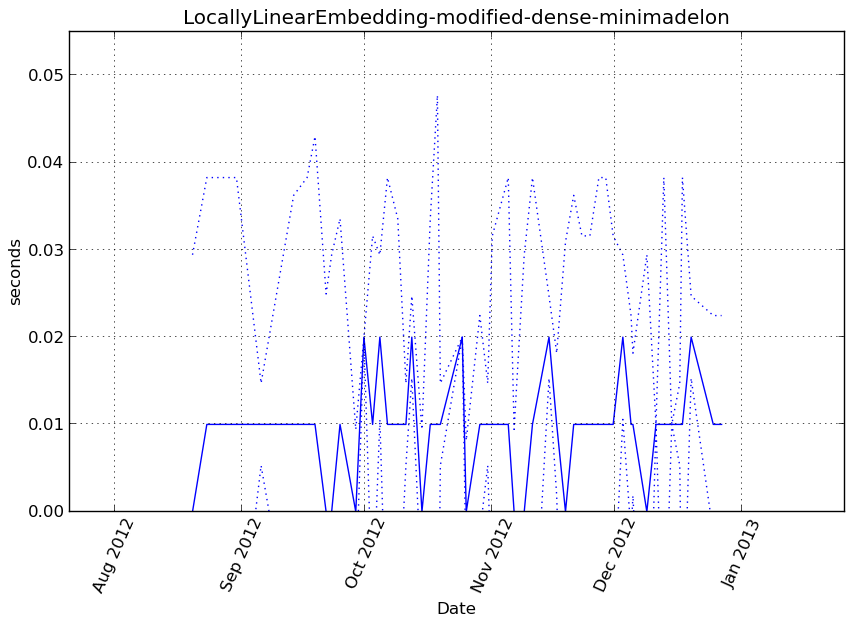 LocallyLinearEmbedding-modified-dense-minimadelon
0.05
0.04
0.03
0.02
0.01
0.00
seconds
Aug 2012
Sep 2012
Oct 2012
Nov 2012
Dec 2012
Jan 2013
Date